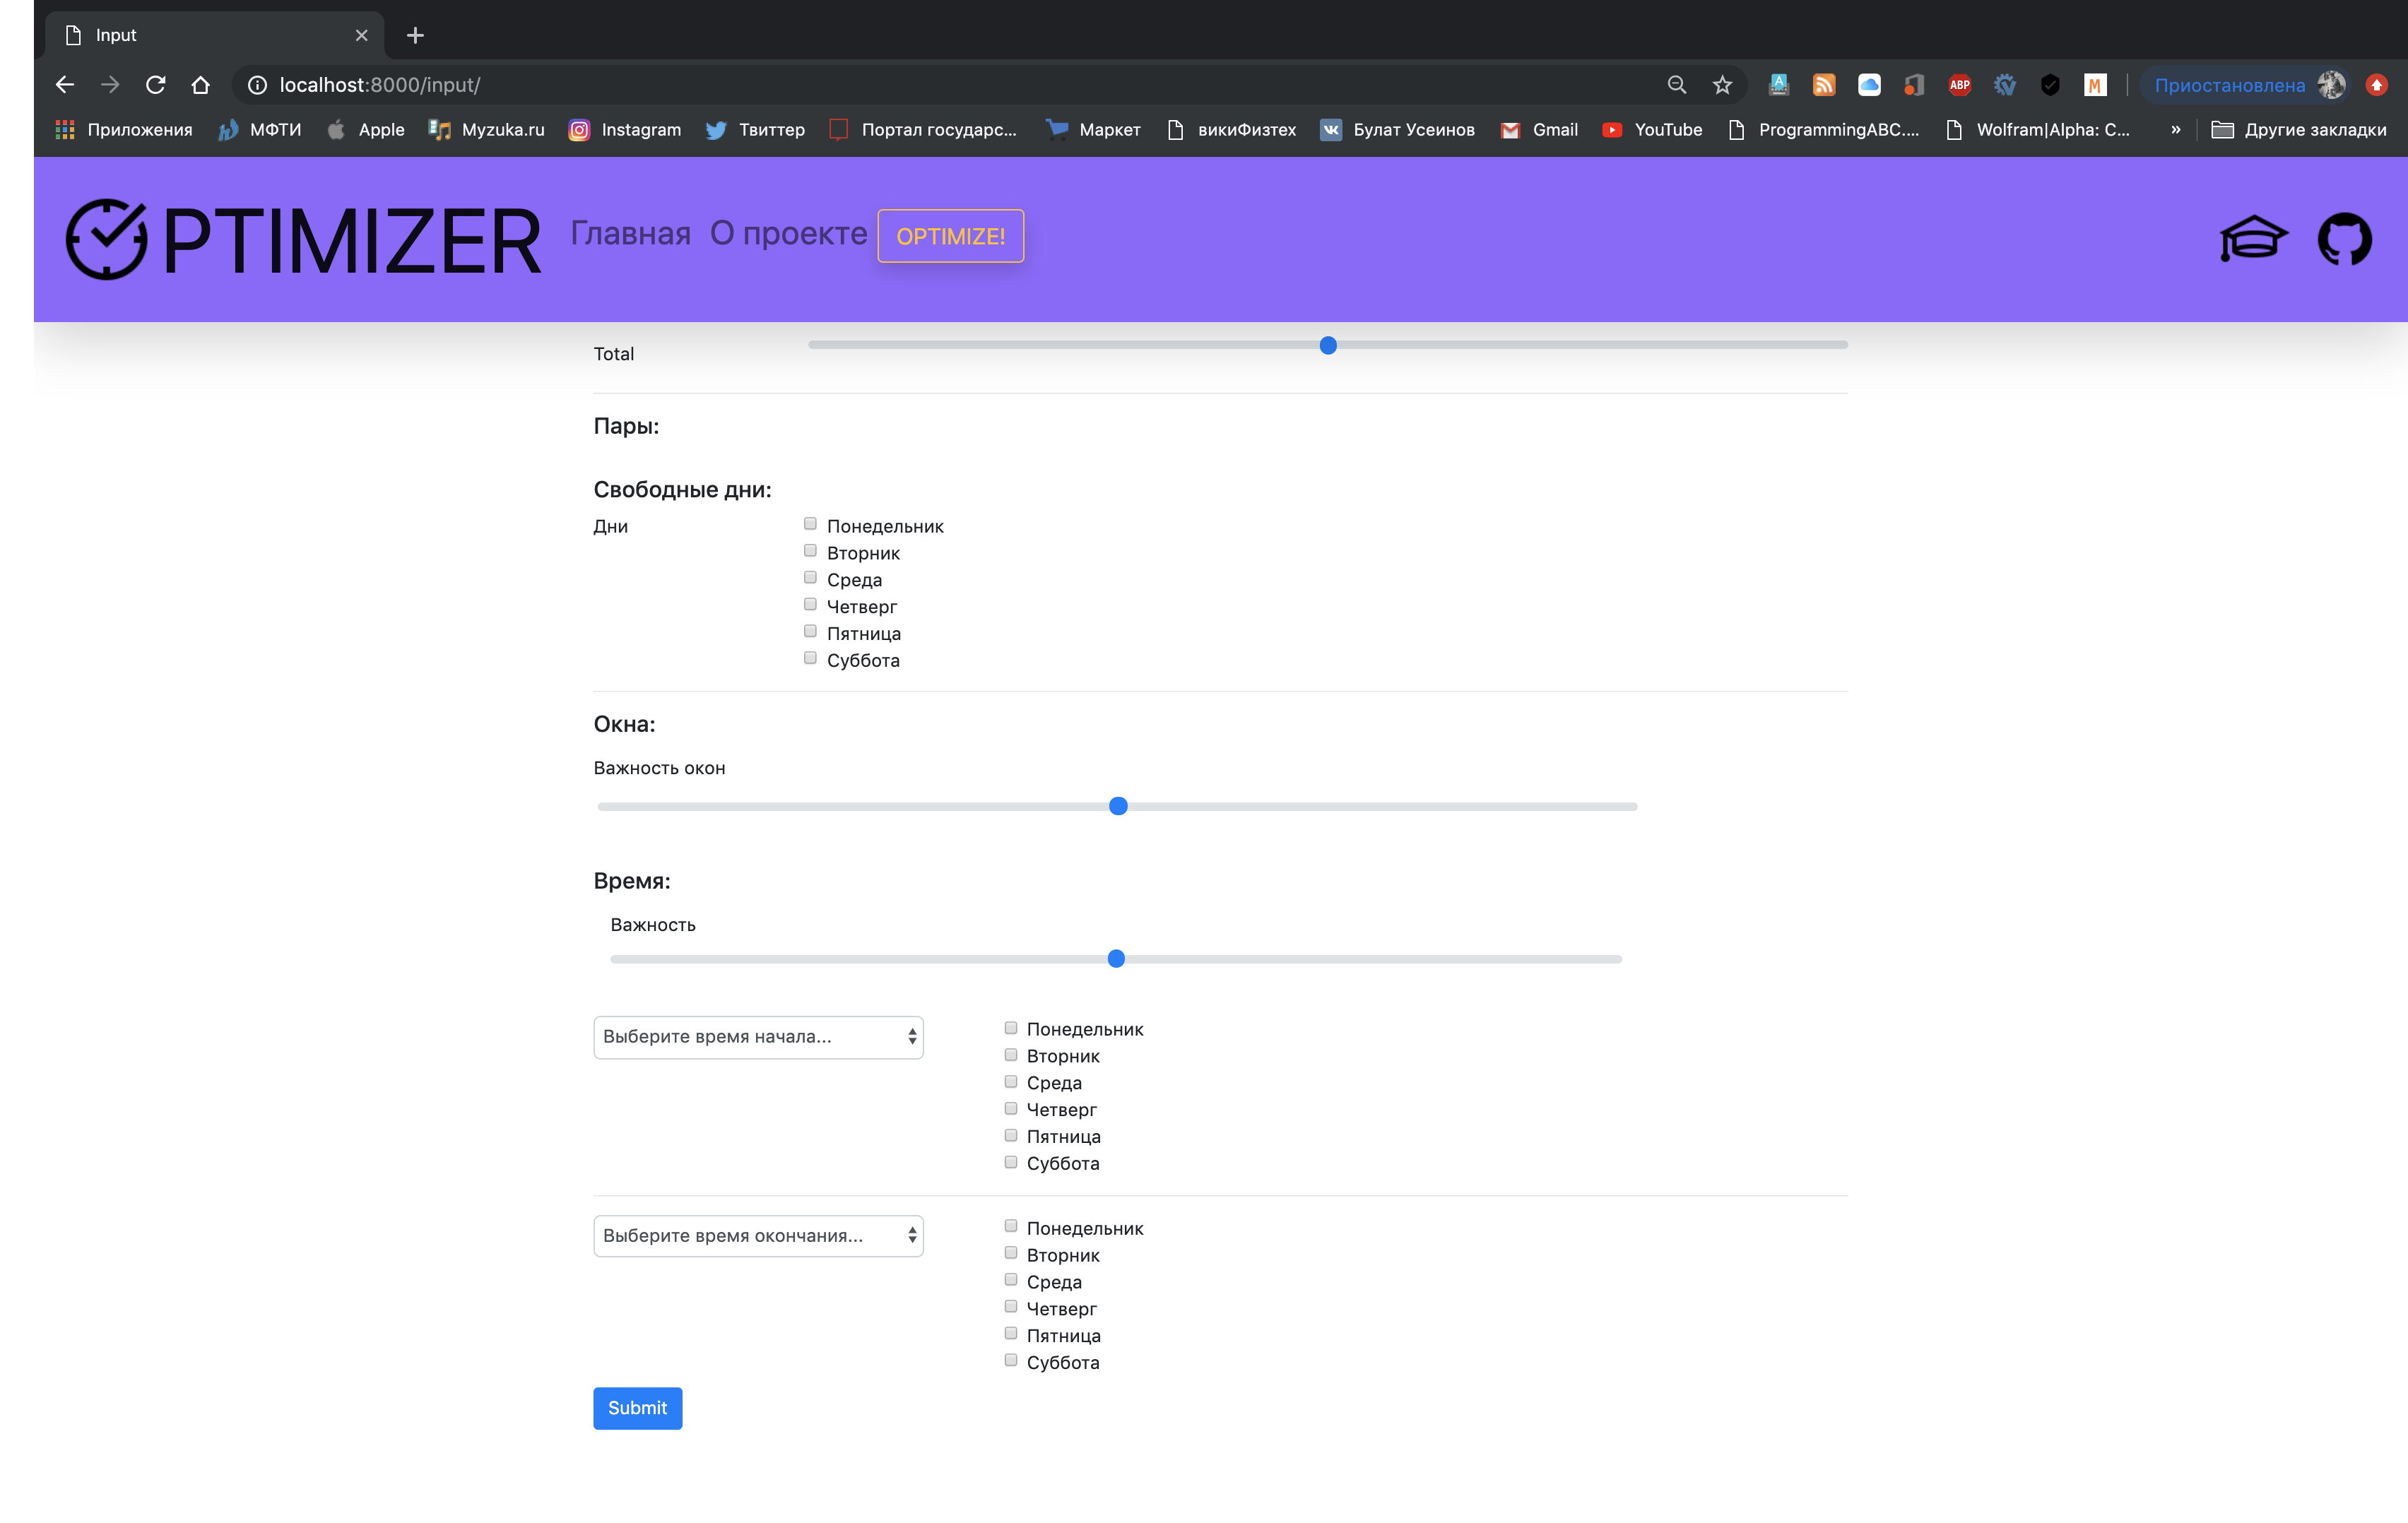 Input
localhost:8000/input/
ABP
M
Приостановлена
Приложения МФТИ Apple Myzuka.ru Instagram Твиттер Портал государс... Маркет викиФизтех Булат Усеинов Gmail YouTube ProgrammingABC.... Wolfram|Alpha: C... » Другие закладки
PTIMIZER Главная О проекте OPTIMIZE!
Total
Пары:
Свободные дни:
Дни
Понедельник
Вторник
Среда
Четверг
Пятница
Суббота
Окна:
Важность окон
Время:
Важность
Выберите время начала...
Понедельник
Вторник
Среда
Четверг
Пятница
Суббота
Выберите время окончания...
Понедельник
Вторник
Среда
Четверг
Пятница
Суббота
Submit